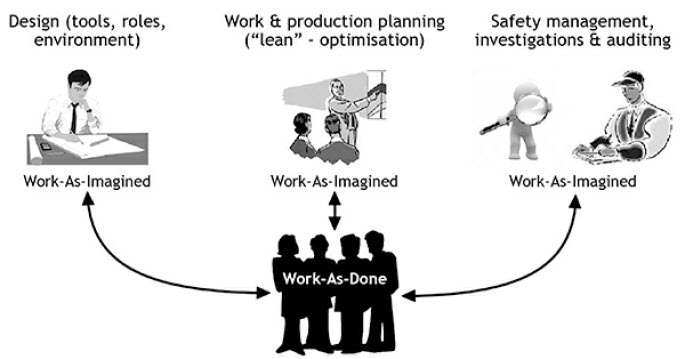 Design (tools, roles,
environment)
Work & production planning
(“lean” - optimisation)
Safety management,
investigations & auditing
Work-As-Imagined
Work-As-Imagined
Work-As-Imagined
Work-As-Done